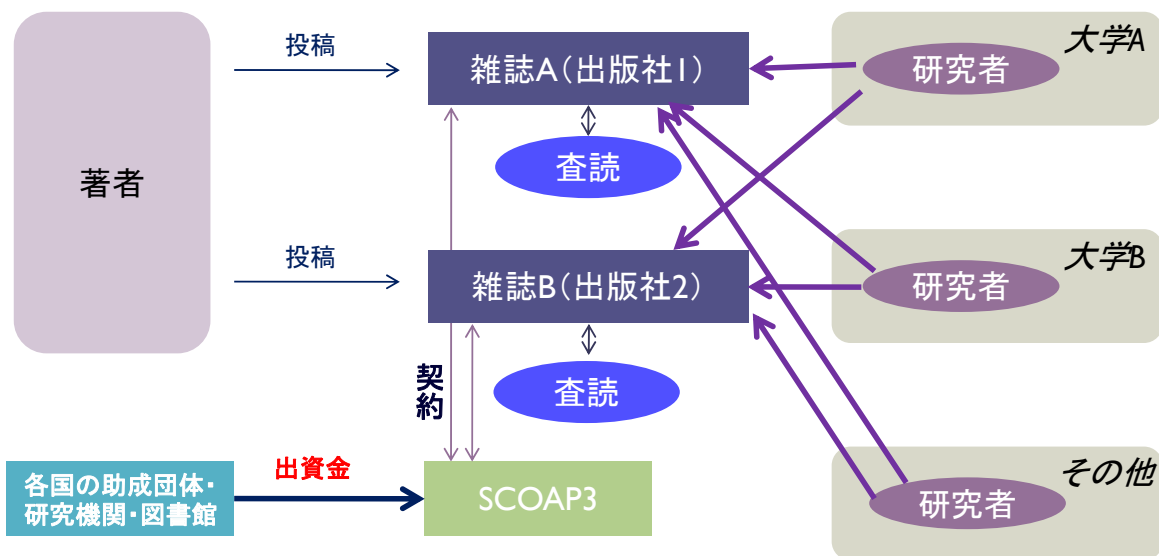 著者
投稿
雑誌A(出版社1)
査読
投稿
雑誌B(出版社2)
査読
契約
各国の助成団体・
研究機関・図書館
出資金
SCOAP3
大学A
研究者
大学B
研究者
その他
研究者